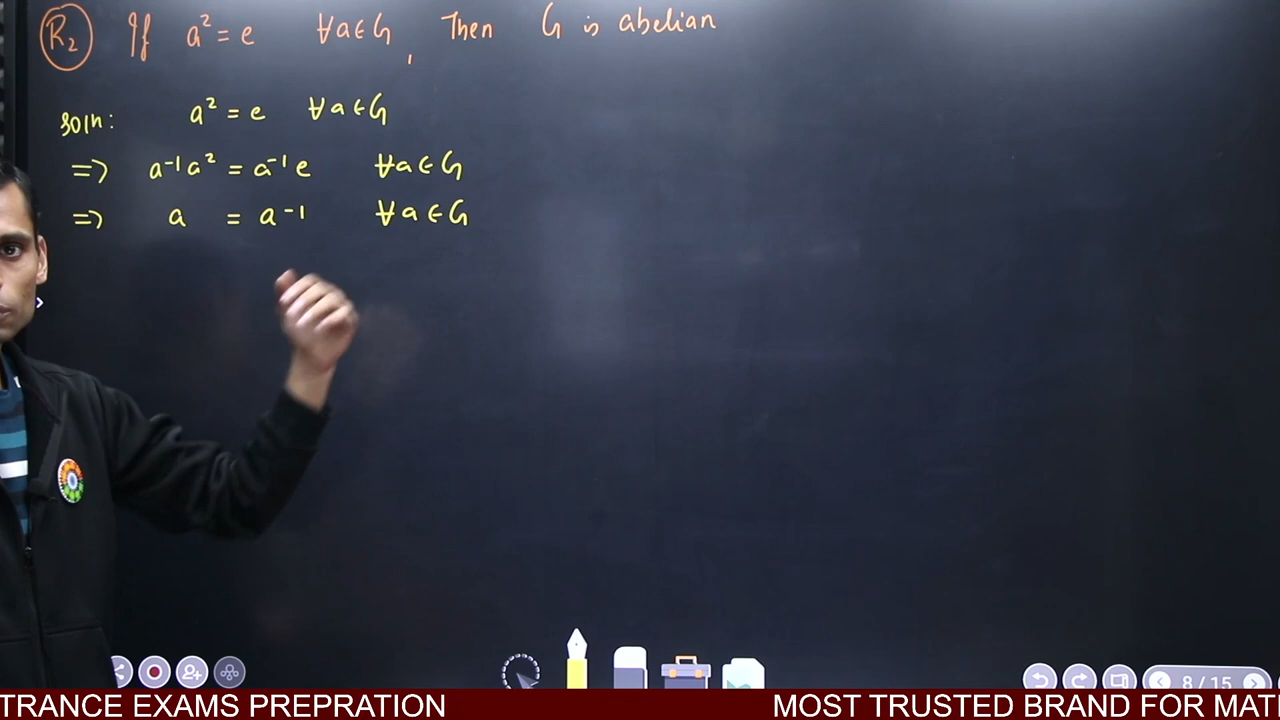 R2 If a² = e ∀a∈G, Then G is abelian
Soln: a² = e ∀a∈G
=> a⁻¹a² = a⁻¹e ∀a∈G
=> a = a⁻¹ ∀a∈G
8 / 15
TRANCE EXAMS PREPRATION MOST TRUSTED BRAND FOR MAT